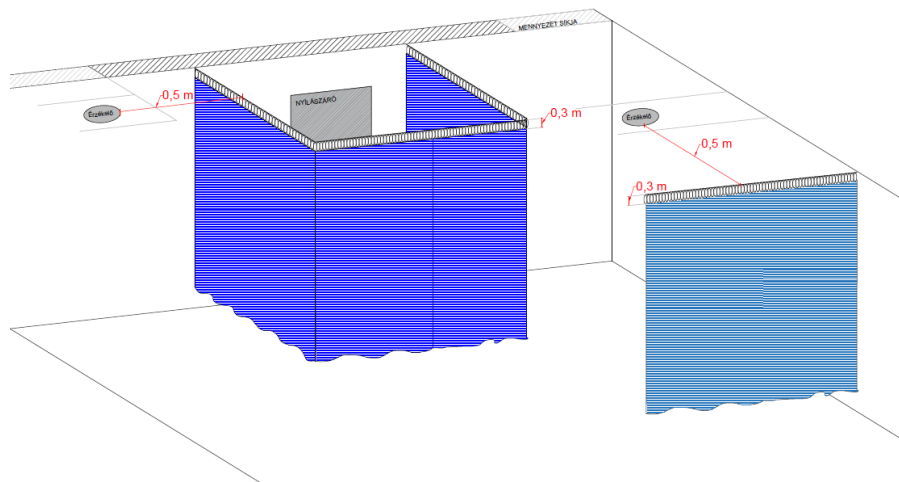 MENNYEZET SÍKJA
0,5 m
NYÍLÁSZÁRÓ
Érzékelő
0,3 m
Érzékelő
0,5 m
0,3 m